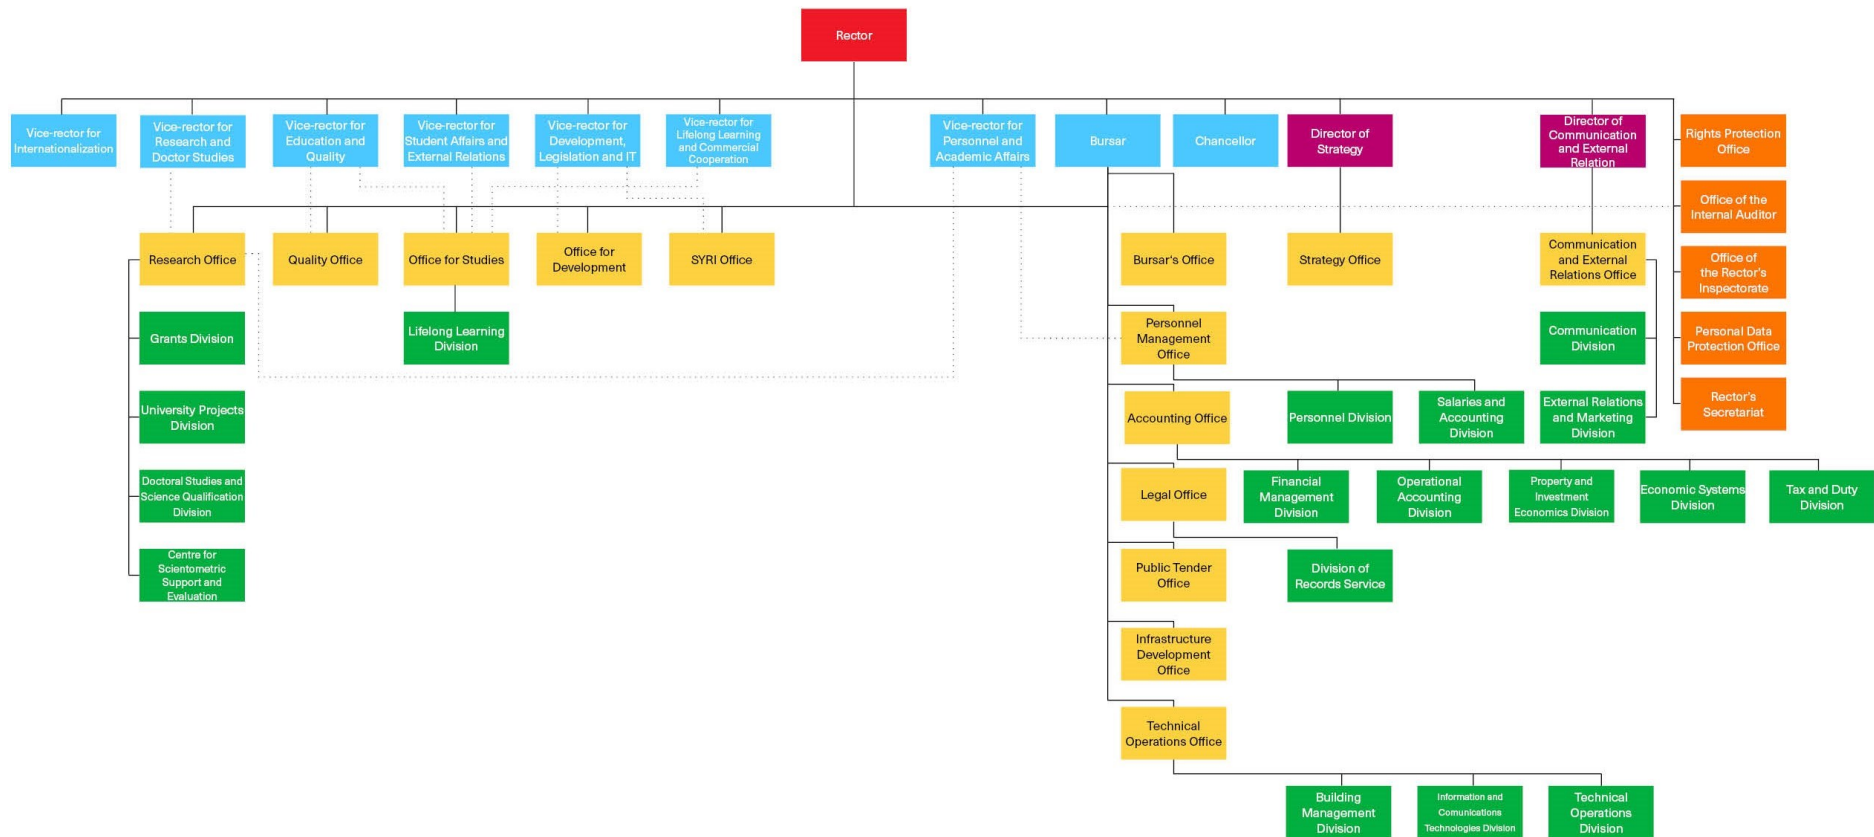 Rector
Vice-rector for
Internationalization
Vice-rector for
Research and
Doctor Studies
Vice-rector for
Education and
Quality
Vice-rector for
Student Affairs and
External Relations
Vice-rector for
Development,
Legislation and IT
Vice-rector for
Lifelong Learning
and Commercial
Cooperation
Vice-rector for
Personnel and
Academic Affairs
Bursar
Chancellor
Director of
Strategy
Director of
Communication
and External
Relation
Rights Protection
Office
Office of the
Internal Auditor
Office of
the Rector's
Inspectorate
Personal Data
Protection Office
Rector's
Secretariat
Research Office
Quality Office
Office for Studies
Office for
Development
SYRI Office
Bursar's Office
Strategy Office
Communication
and External
Relations Office
Grants Division
Lifelong Learning
Division
Personnel
Management
Office
Communication
Division
University Projects
Division
Accounting Office
Personnel Division
Salaries and
Accounting
Division
External Relations
and Marketing
Division
Doctoral Studies and
Science Qualification
Division
Legal Office
Financial
Management
Division
Operational
Accounting
Division
Property and
Investment
Economics Division
Economic Systems
Division
Tax and Duty
Division
Centre for
Scientometric
Support and
Evaluation
Public Tender
Office
Division of
Records Service
Infrastructure
Development
Office
Technical
Operations Office
Building
Management
Division
Information and
Comunications
Technologies Division
Technical
Operations
Division